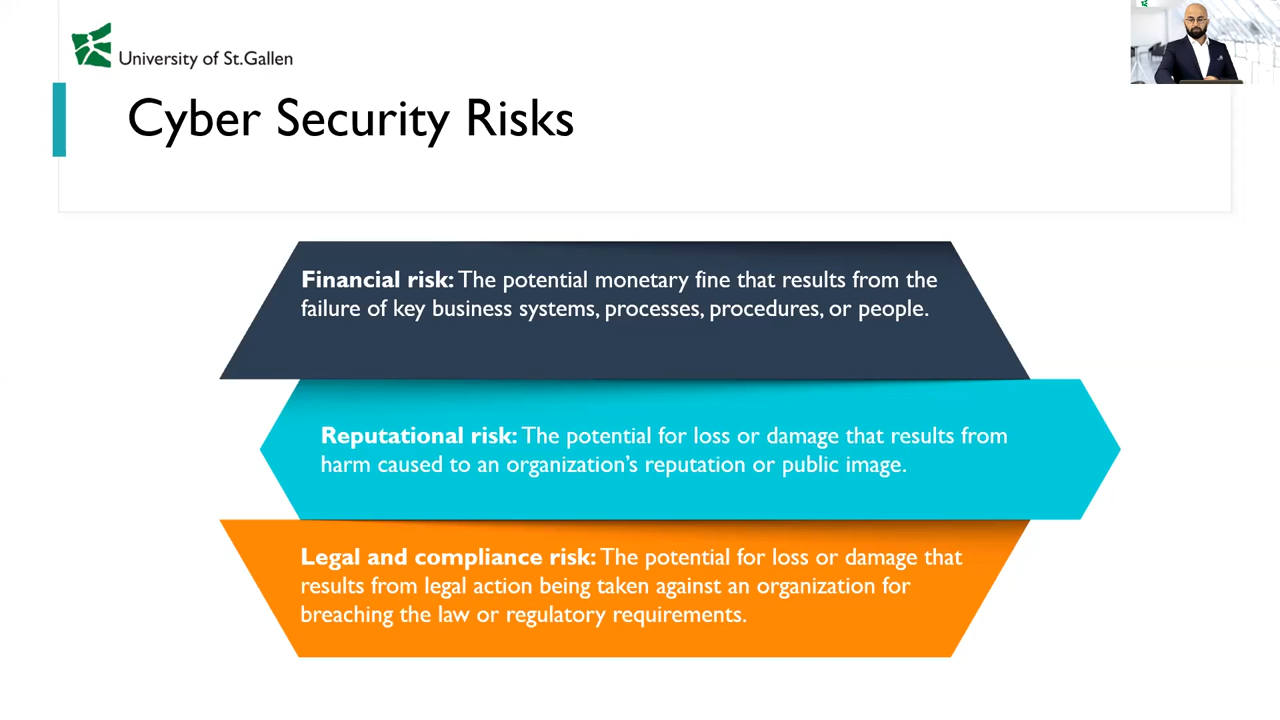 University of St.Gallen
Cyber Security Risks
Financial risk: The potential monetary fine that results from the
failure of key business systems, processes, procedures, or people.
Reputational risk: The potential for loss or damage that results from
harm caused to an organization’s reputation or public image.
Legal and compliance risk: The potential for loss or damage that
results from legal action being taken against an organization for
breaching the law or regulatory requirements.